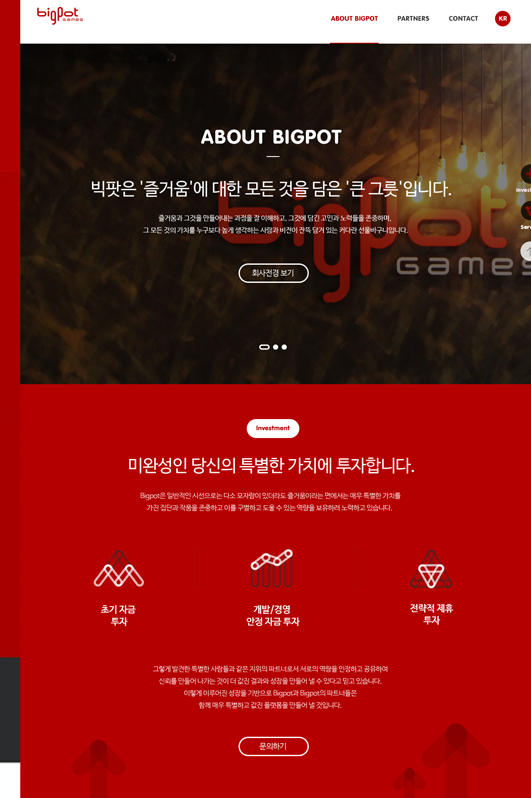 bigpot
GAMES
ABOUT BIGPOT
PARTNERS
CONTACT
KR
ABOUT BIGPOT
빅팟은 '즐거움'에 대한 모든 것을 담은 '큰 그릇'입니다.
즐거움과 그것을 만들어내는 과정을 잘 이해하고, 그것에 담긴 고민과 노력들을 존중하며,
그 모든 것의 가치를 누구보다 높게 생각하는 사람과 비전이 잔뜩 담겨 있는 커다란 선물바구니입니다.
bigpot
Games
회사전경 보기
Invest
Serv
Investment
미완성인 당신의 특별한 가치에 투자합니다.
Bigpot은 일반적인 시선으로는 다소 모자람이 있더라도 즐거움이라는 면에서는 매우 특별한 가치를
가진 집단과 작품을 존중하고 이를 구별하고 도울 수 있는 역량을 보유하려 노력하고 있습니다.
초기 자금
투자
개발/경영
안정 자금 투자
전략적 제휴
투자
그렇게 발견한 특별한 사람들과 같은 지위의 파트너로서 서로의 역량을 인정하고 공유하여
신뢰를 만들어 나가는 것이 더 값진 결과와 성장을 만들어 낼 수 있다고 믿고 있습니다.
이렇게 이루어진 성장을 기반으로 Bigpot과 Bigpot의 파트너들은
함께 매우 특별하고 값진 플랫폼을 만들어 낼 것입니다.
문의하기